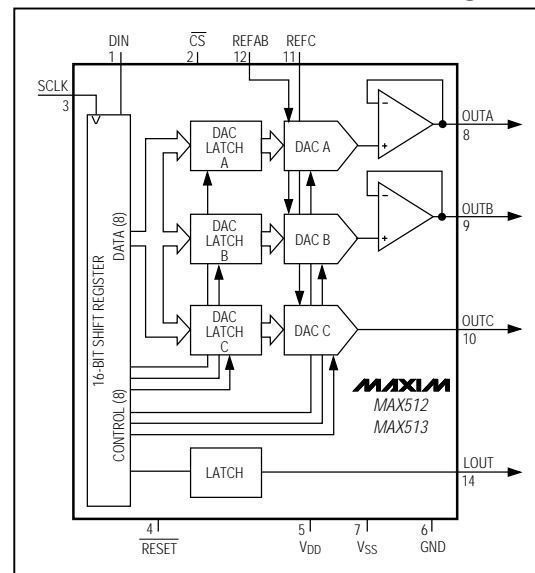 DIN
1
CS
2
REFAB
12
REFC
11
SCLK
3
16-BIT SHIFT REGISTER
DATA (8)
CONTROL (8)
DAC
LATCH
A
DAC A
OUTA
8
DAC
LATCH
B
DAC B
OUTB
9
DAC
LATCH
C
DAC C
OUTC
10
MAXIM
MAX512
MAX513
LATCH
LOUT
14
4
RESET
5
VDD
7
VSS
6
GND
-
+
-
+